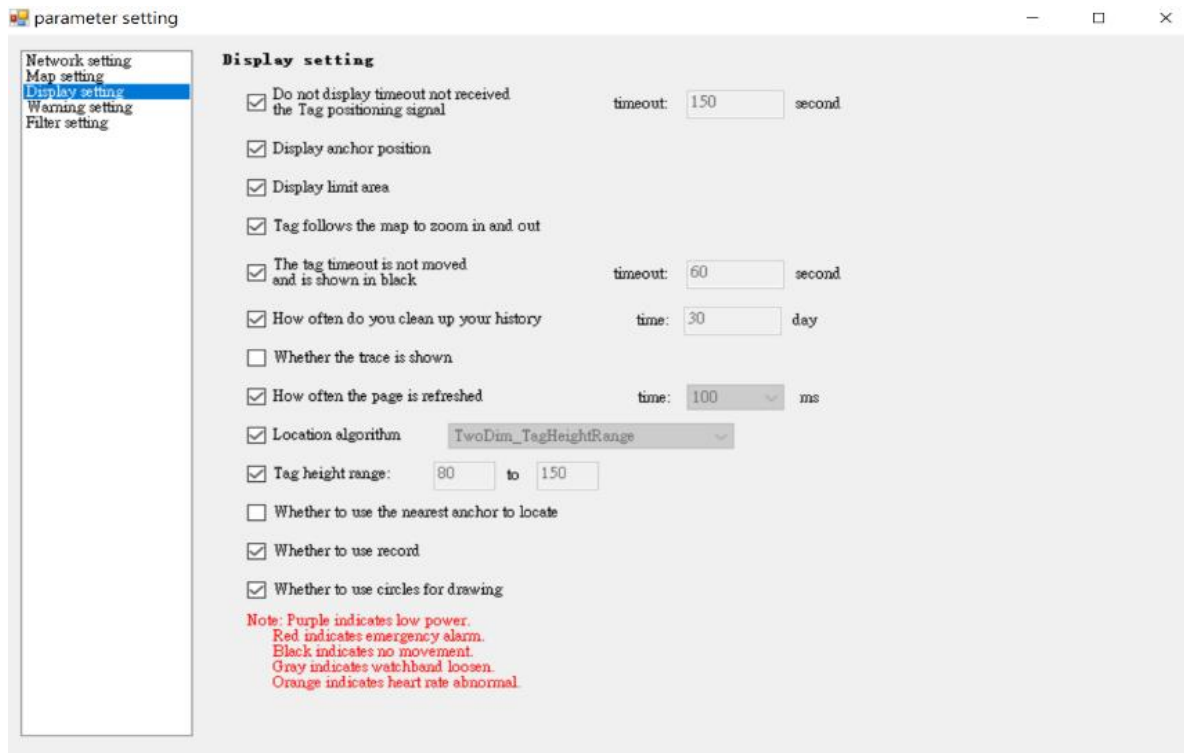 parameter setting
Network setting
Map setting
Display setting
Warning setting
Filter setting
Display setting
Do not display timeout not received
the Tag positioning signal
timeout: 150 second
Display anchor position
Display limit area
Tag follows the map to zoom in and out
The tag timeout is not moved
and is shown in black
timeout: 60 second
How often do you clean up your history time: 30 day
Whether the trace is shown
How often the page is refreshed time: 100 ms
Location algorithm TwoDim_TagHeightRange
Tag height range: 80 to 150
Whether to use the nearest anchor to locate
Whether to use record
Whether to use circles for drawing
Note: Purple indicates low power.
Red indicates emergency alarm.
Black indicates no movement.
Gray indicates watchband loosen.
Orange indicates heart rate abnormal.